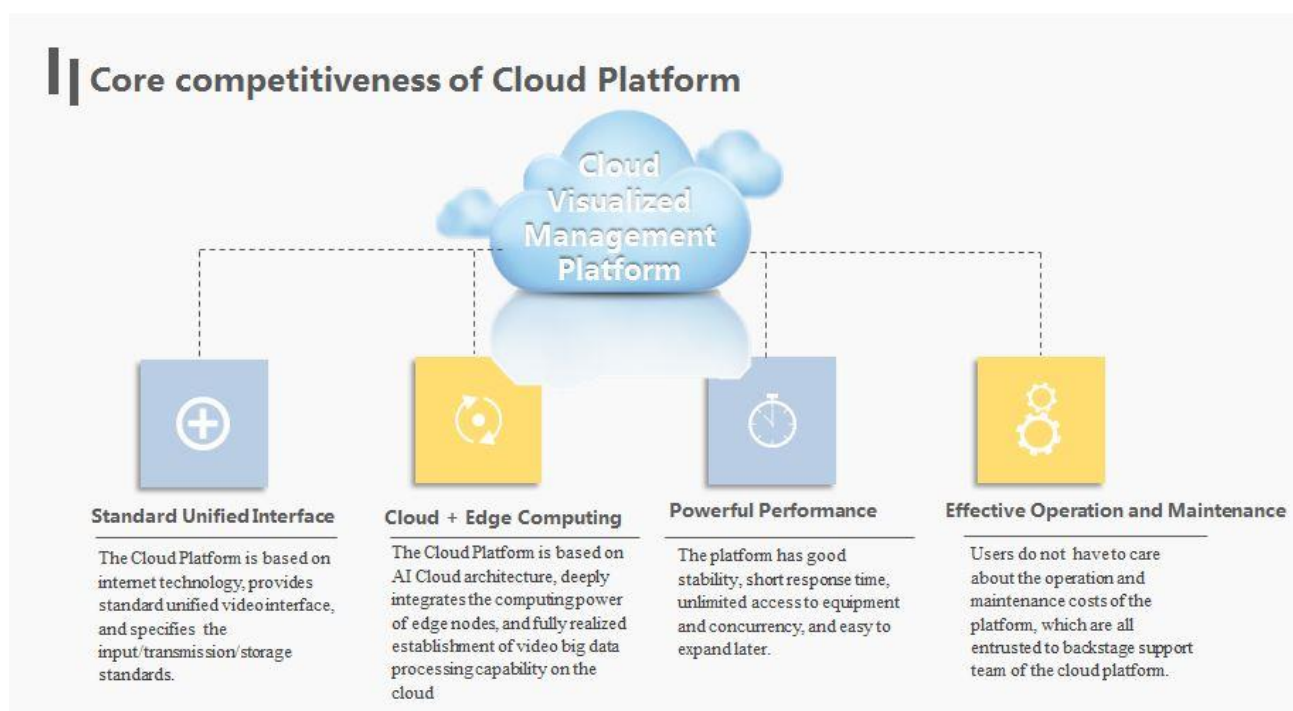 Core competitiveness of Cloud Platform
Cloud
Visualized
Management
Platform
Standard Unified Interface
The Cloud Platform is based on
internet technology, provides
standard unified video interface,
and specifies the
input/transmission/storage
standards.
Cloud + Edge Computing
The Cloud Platform is based on
AI Cloud architecture, deeply
integrates the computing power
of edge nodes, and fully realized
establishment of video big data
processing capability on the
cloud
Powerful Performance
The platform has good
stability, short response time,
unlimited access to equipment
and concurrency, and easy to
expand later.
Effective Operation and Maintenance
Users do not have to care
about the operation and
maintenance costs of the
platform, which are all
entrusted to backstage support
team of the cloud platform.